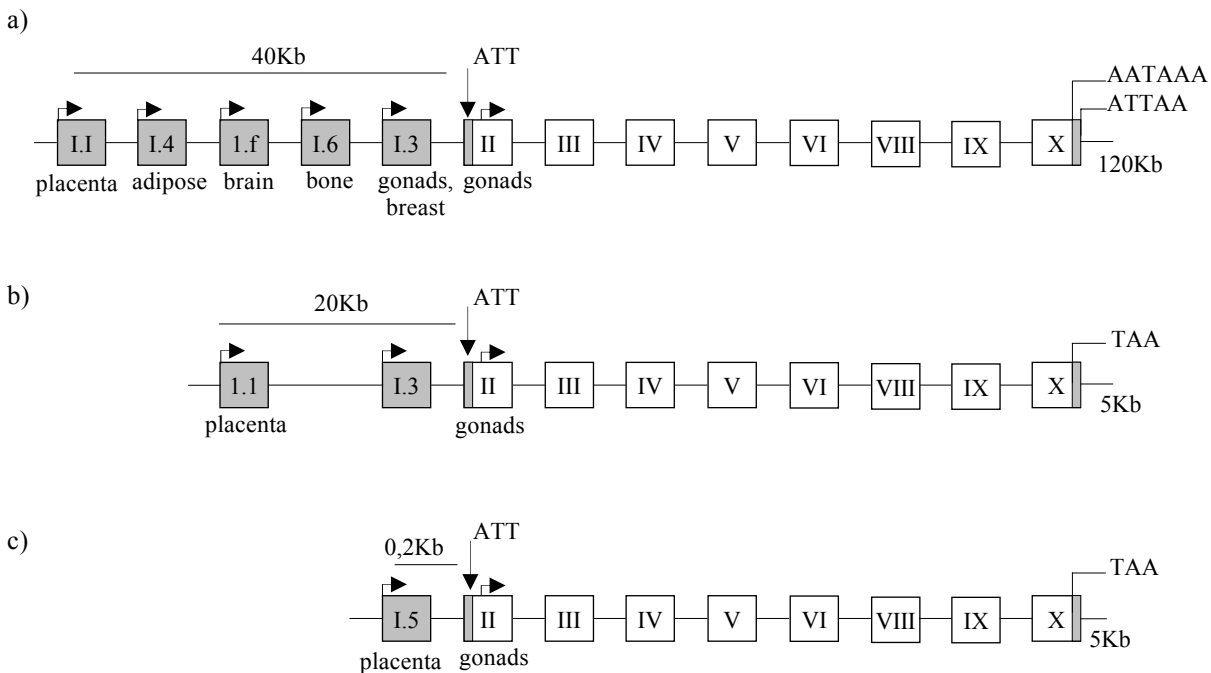 a)
40Kb
ATT
AATAAA
ATTAA
I.I I.4 1.f I.6 I.3 II III IV V VI VIII IX X
120Kb
placenta adipose brain bone gonads, breast gonads
b)
20Kb
ATT
TAA
1.1 I.3 II III IV V VI VIII IX X
5Kb
placenta gonads
c)
0,2Kb
ATT
TAA
I.5 II III IV V VI VIII IX X
5Kb
placenta gonads